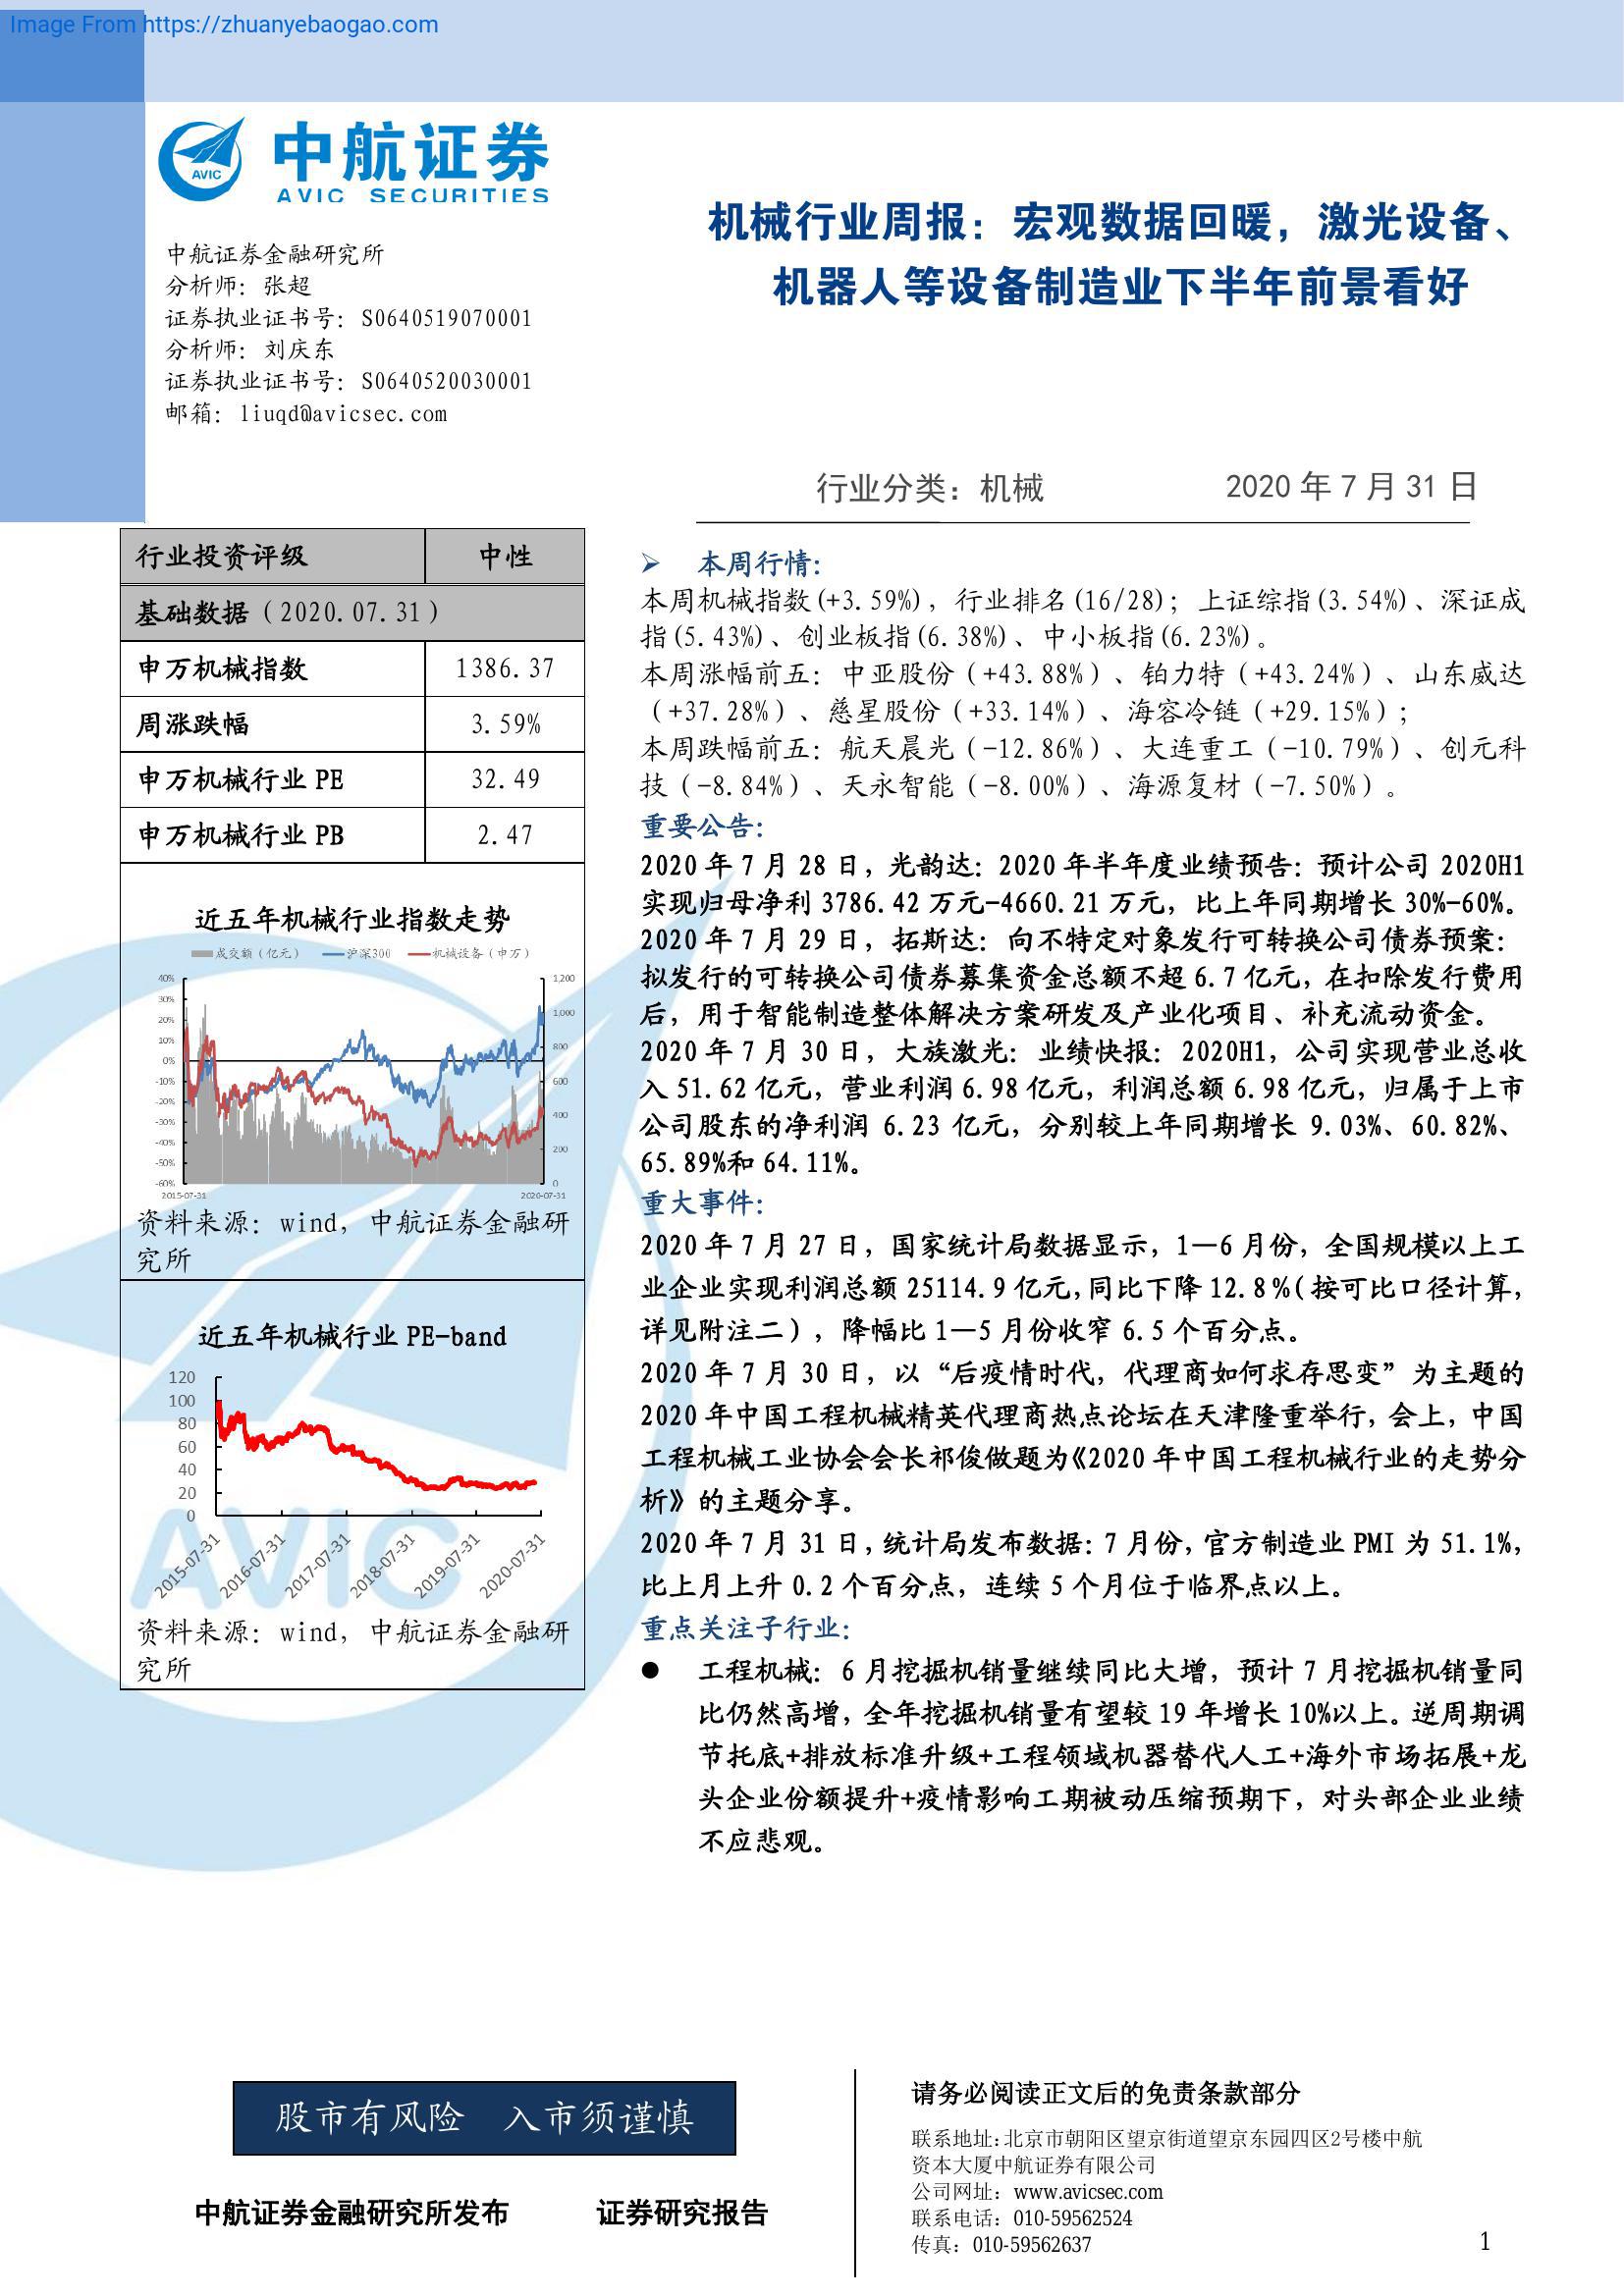 Image From https://zhuanyebaogao.com
AVIC
中航证券
AVIC SECURITIES
中航证券金融研究所
分析师：张超
证券执业证书号：S0640519070001
分析师：刘庆东
证券执业证书号：S0640520030001
邮箱：liuqd@avicsec.com
机械行业周报：宏观数据回暖，激光设备、
机器人等设备制造业下半年前景看好
行业分类：机械 2020 年 7 月 31 日
行业投资评级 中性
基础数据（2020.07.31）
申万机械指数 1386.37
周涨跌幅 3.59%
申万机械行业 PE 32.49
申万机械行业 PB 2.47
近五年机械行业指数走势
成交额（亿元） 沪深300 机械设备（申万）
40% 1,200
30%
20% 1,000
10%
0% 800
-10% 600
-20%
-30% 400
-40% 200
-50%
-60% 0
2015-07-31 2020-07-31
资料来源：wind，中航证券金融研
究所
近五年机械行业 PE-band
120
100
80
60
40
20
0
2015-07-31 2016-07-31 2017-07-31 2018-07-31 2019-07-31 2020-07-31
AVIC
资料来源：wind，中航证券金融研
究所
➢ 本周行情：
本周机械指数(+3.59%)，行业排名(16/28)；上证综指(3.54%)、深证成
指(5.43%)、创业板指(6.38%)、中小板指(6.23%)。
本周涨幅前五：中亚股份（+43.88%）、铂力特（+43.24%）、山东威达
（+37.28%）、慈星股份（+33.14%）、海容冷链（+29.15%）；
本周跌幅前五：航天晨光（-12.86%）、大连重工（-10.79%）、创元科
技（-8.84%）、天永智能（-8.00%）、海源复材（-7.50%）。
重要公告：
2020 年 7 月 28 日，光韵达：2020 年半年度业绩预告：预计公司 2020H1
实现归母净利 3786.42 万元-4660.21 万元，比上年同期增长 30%-60%。
2020 年 7 月 29 日，拓斯达：向不特定对象发行可转换公司债券预案：
拟发行的可转换公司债券募集资金总额不超 6.7 亿元，在扣除发行费用
后，用于智能制造整体解决方案研发及产业化项目、补充流动资金。
2020 年 7 月 30 日，大族激光：业绩快报：2020H1，公司实现营业总收
入 51.62 亿元，营业利润 6.98 亿元，利润总额 6.98 亿元，归属于上市
公司股东的净利润 6.23 亿元，分别较上年同期增长 9.03%、60.82%、
65.89%和 64.11%。
重大事件：
2020 年 7 月 27 日，国家统计局数据显示，1—6 月份，全国规模以上工
业企业实现利润总额 25114.9 亿元，同比下降 12.8％（按可比口径计算，
详见附注二），降幅比 1—5 月份收窄 6.5 个百分点。
2020 年 7 月 30 日，以“后疫情时代，代理商如何求存思变”为主题的
2020 年中国工程机械精英代理商热点论坛在天津隆重举行，会上，中国
工程机械工业协会会长祁俊做题为《2020 年中国工程机械行业的走势分
析》的主题分享。
2020 年 7 月 31 日，统计局发布数据：7 月份，官方制造业 PMI 为 51.1%，
比上月上升 0.2 个百分点，连续 5 个月位于临界点以上。
重点关注子行业：
● 工程机械：6 月挖掘机销量继续同比大增，预计 7 月挖掘机销量同
比仍然高增，全年挖掘机销量有望较 19 年增长 10%以上。逆周期调
节托底+排放标准升级+工程领域机器替代人工+海外市场拓展+龙
头企业份额提升+疫情影响工期被动压缩预期下，对头部企业业绩
不应悲观。
股市有风险 入市须谨慎
中航证券金融研究所发布 证券研究报告
请务必阅读正文后的免责条款部分
联系地址：北京市朝阳区望京街道望京东园四区2号楼中航
资本大厦中航证券有限公司
公司网址：www.avicsec.com
联系电话：010-59562524
传真：010-59562637
1